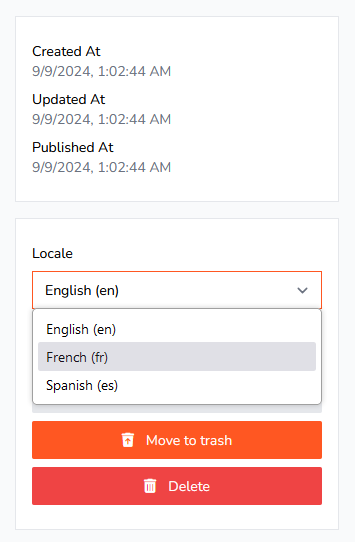 Created At
9/9/2024, 1:02:44 AM
Updated At
9/9/2024, 1:02:44 AM
Published At
9/9/2024, 1:02:44 AM
Locale
English (en)
English (en)
French (fr)
Spanish (es)
Move to trash
Delete